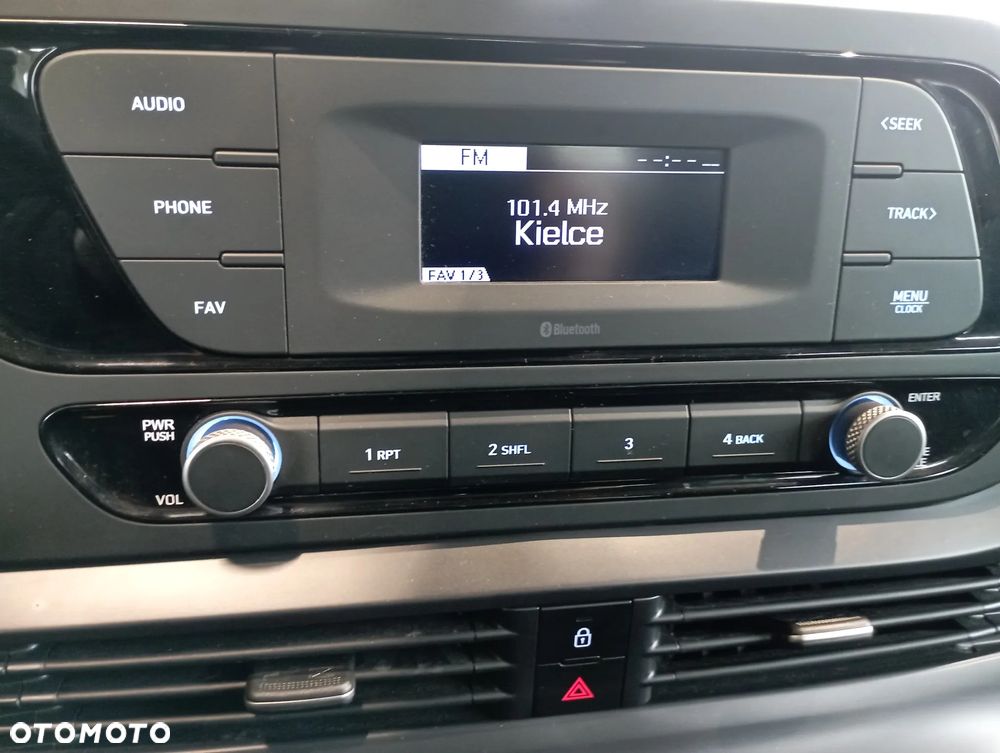 AUDIO
PHONE
FAV
FM
--:-- --
101.4 MHz
Kielce
FAV 1/3
Bluetooth
<SEEK
TRACK>
MENU
CLOCK
PWR
PUSH
VOL
1 RPT
2 SHFL
3
4 BACK
ENTER
OTOMOTO